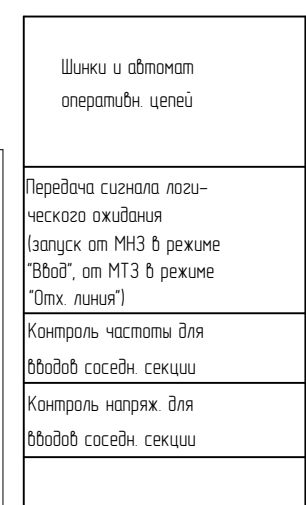 Шинки и автомат
оперативн. цепей
Передача сигнала логи-
ческого ожидания
(запуск от МНЗ в режиме
"Ввод", от МТЗ в режиме
"Отх. линия")
Контроль частоты для
вводов соседн. секции
Контроль напряж. для
вводов соседн. секции